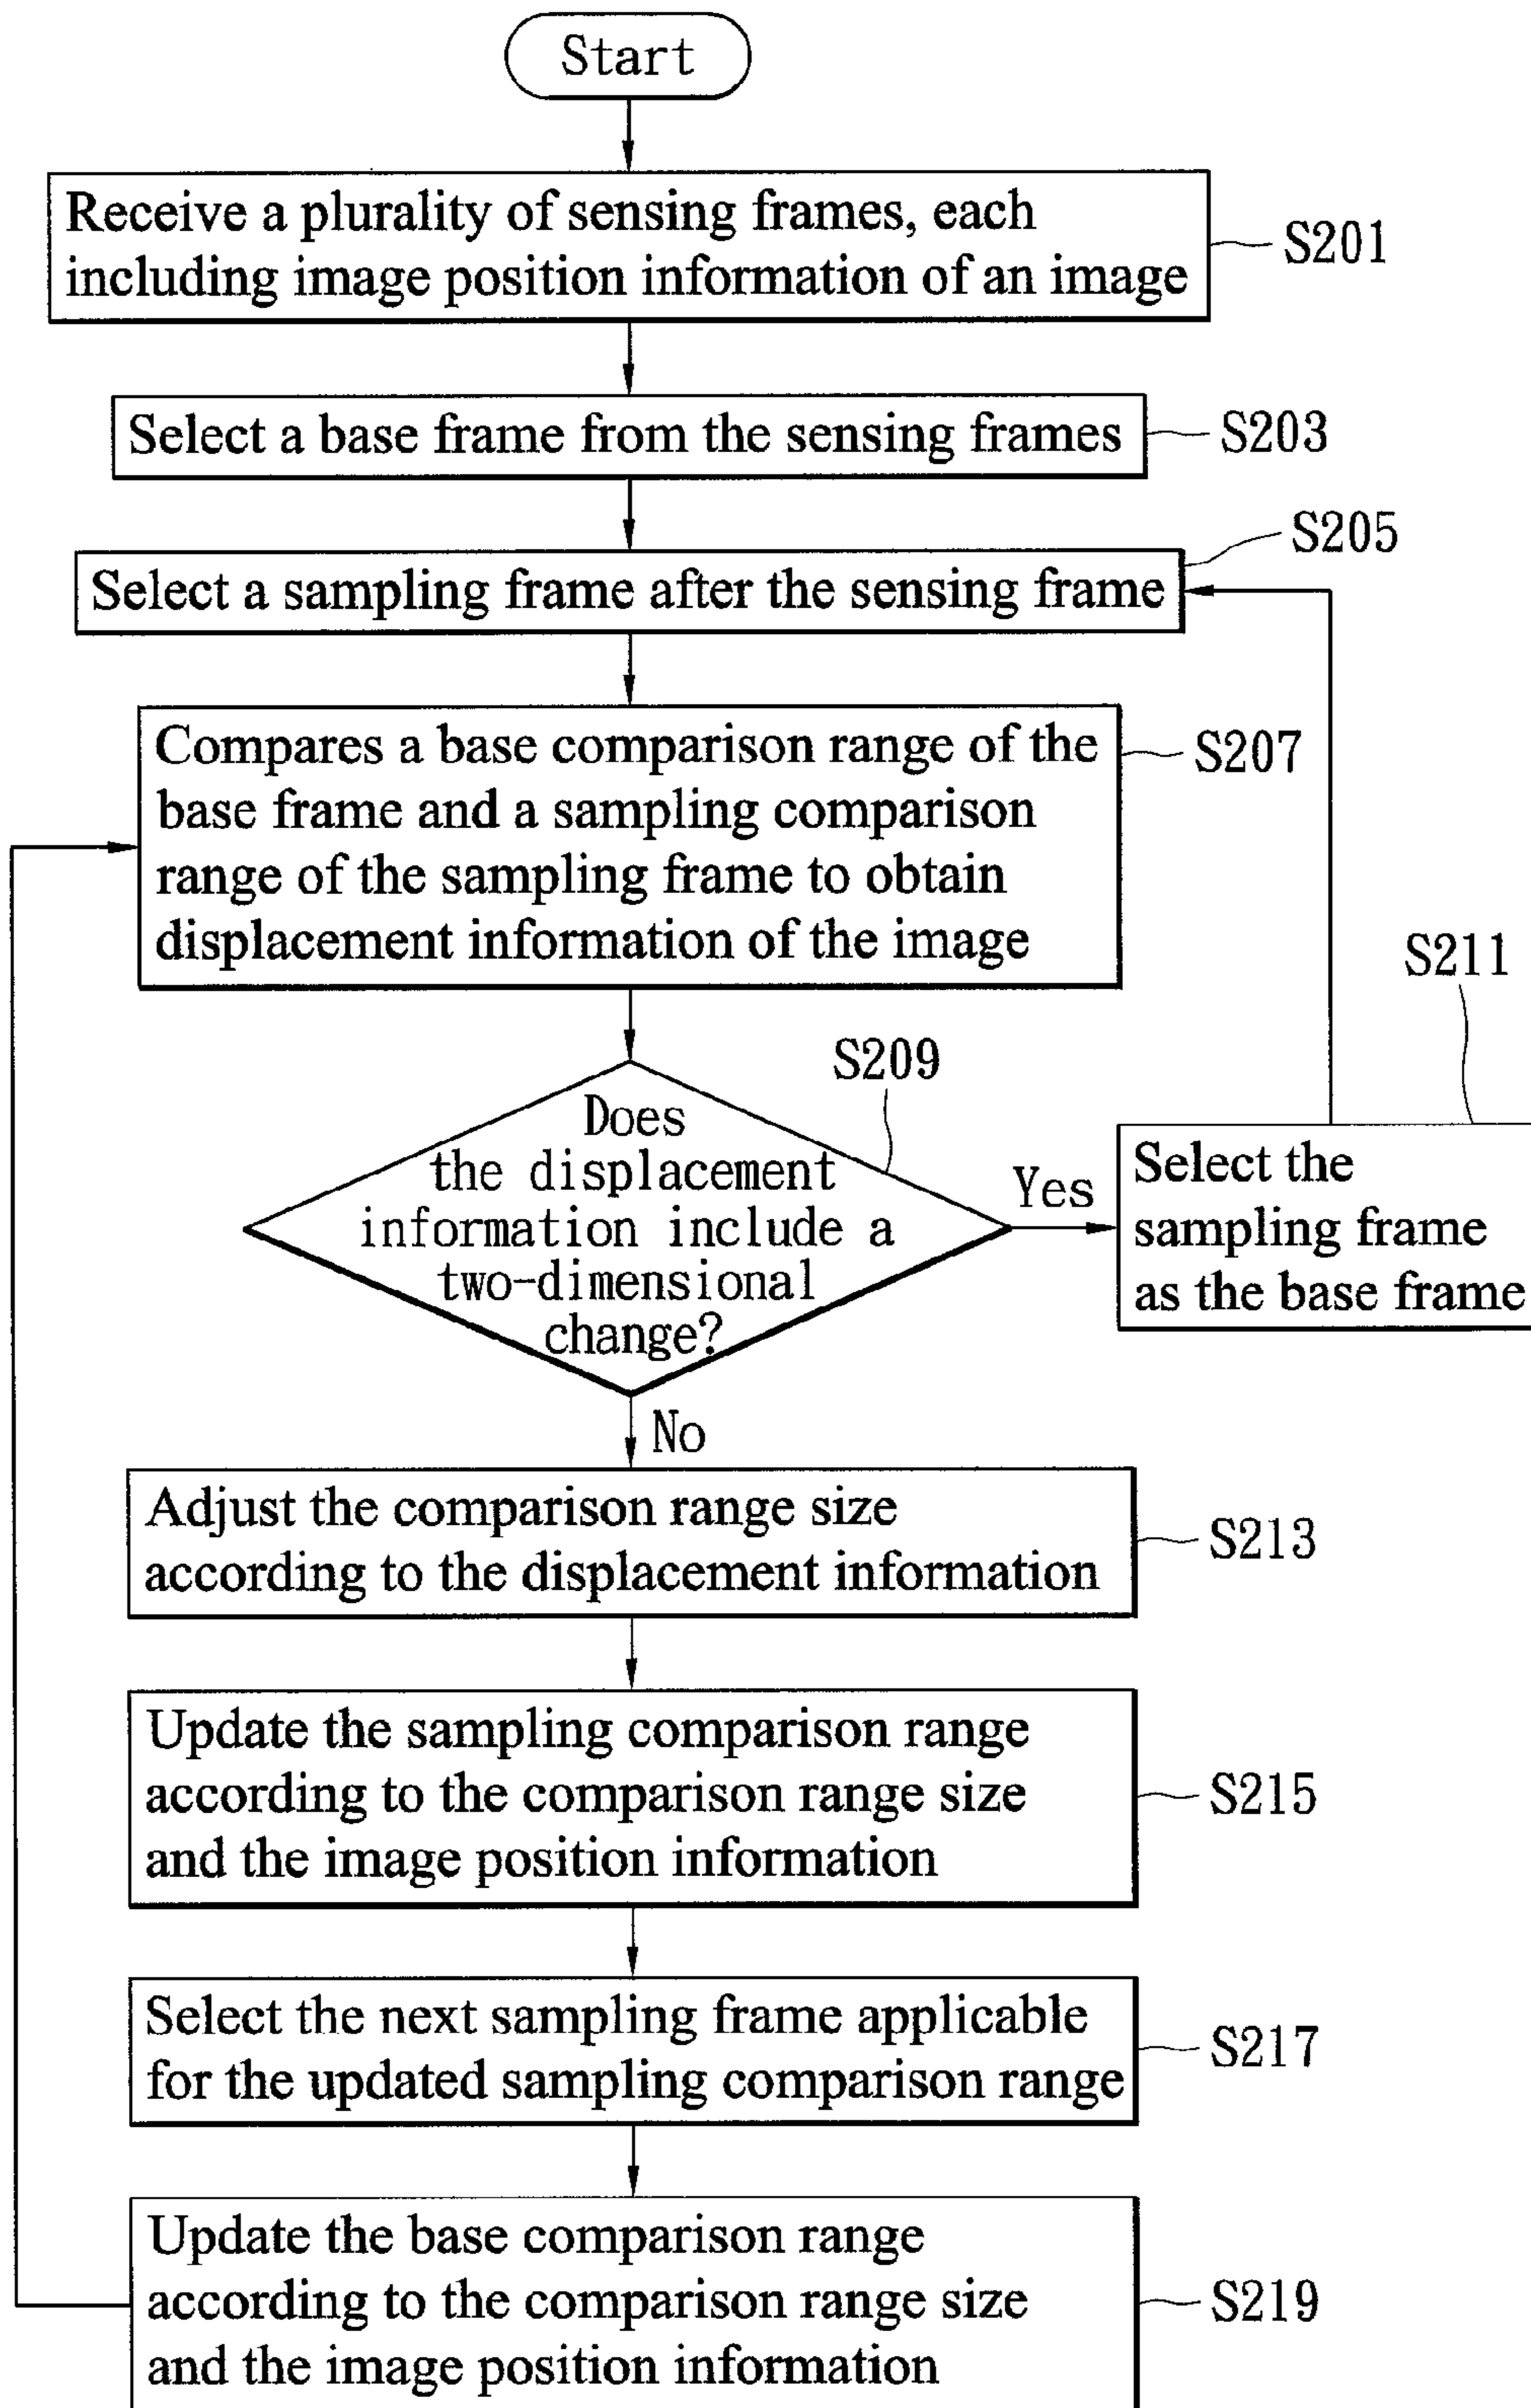 Start
Receive a plurality of sensing frames, each
including image position information of an image
S201
Select a base frame from the sensing frames
S203
S205
Select a sampling frame after the sensing frame
Compares a base comparison range of the
base frame and a sampling comparison
range of the sampling frame to obtain
displacement information of the image
S207
S209
Does
the displacement
information include a
two-dimensional
change?
Yes
S211
Select the
sampling frame
as the base frame
No
Adjust the comparison range size
according to the displacement information
S213
Update the sampling comparison range
according to the comparison range size
and the image position information
S215
Select the next sampling frame applicable
for the updated sampling comparison range
S217
Update the base comparison range
according to the comparison range size
and the image position information
S219